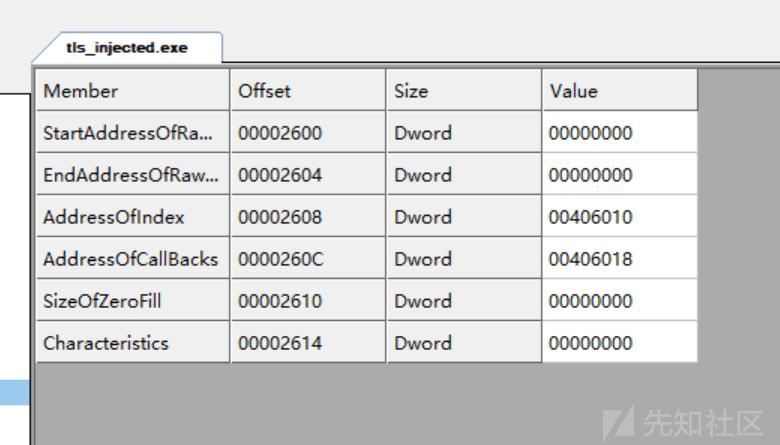 tls_injected.exe
Member Offset Size Value
StartAddressOfRa... 00002600 Dword 00000000
EndAddressOfRaw... 00002604 Dword 00000000
AddressOfIndex 00002608 Dword 00406010
AddressOfCallBacks 0000260C Dword 00406018
SizeOfZeroFill 00002610 Dword 00000000
Characteristics 00002614 Dword 00000000
先知社区